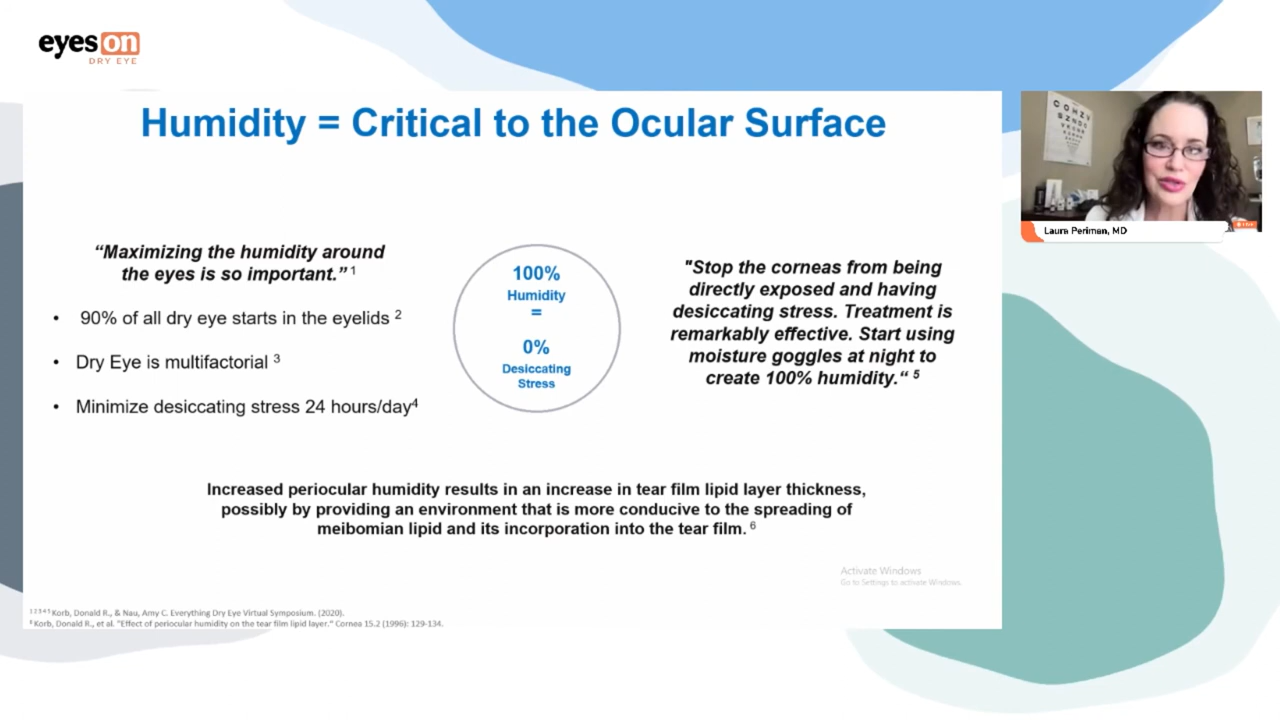 eyes on
DRY EYE
Humidity = Critical to the Ocular Surface
“Maximizing the humidity around
the eyes is so important.” 1
• 90% of all dry eye starts in the eyelids 2
• Dry Eye is multifactorial 3
• Minimize desiccating stress 24 hours/day4
100%
Humidity
=
0%
Desiccating
Stress
"Stop the corneas from being
directly exposed and having
desiccating stress. Treatment is
remarkably effective. Start using
moisture goggles at night to
create 100% humidity.“ 5
Increased periocular humidity results in an increase in tear film lipid layer thickness,
possibly by providing an environment that is more conducive to the spreading of
meibomian lipid and its incorporation into the tear film. 6
Activate Windows
Go to Settings to activate Windows.
Korb, Donald R., & Nau, Amy C. Everything Dry Eye Virtual Symposium. (2020).
Korb, Donald R., et al. "Effect of periocular humidity on the tear film lipid layer." Cornea 15.2 (1996): 129-134.
Laura Periman, MD